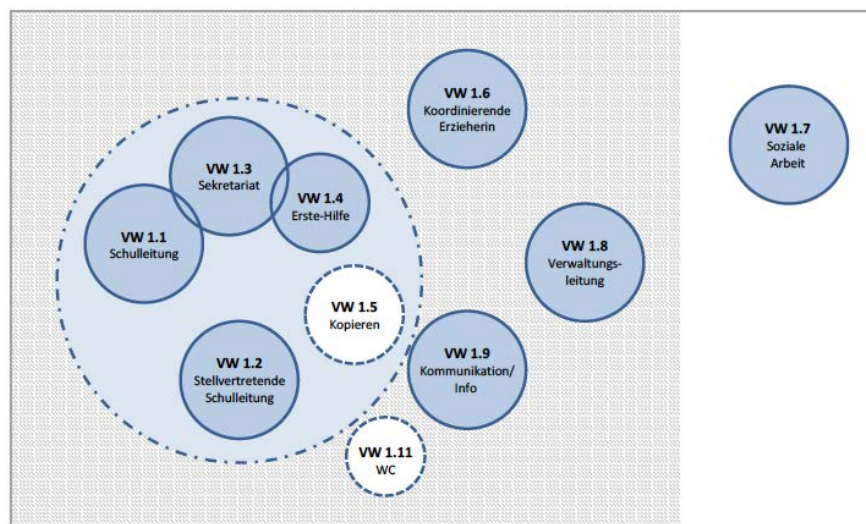 VW 1.6
Koordinierende
Erzieherin
VW 1.7
Soziale
Arbeit
VW 1.3
Sekretariat
VW 1.4
Erste-Hilfe
VW 1.1
Schulleitung
VW 1.8
Verwaltungs-
leitung
VW 1.5
Kopieren
VW 1.9
Kommunikation/
Info
VW 1.2
Stellvertretende
Schulleitung
VW 1.11
WC